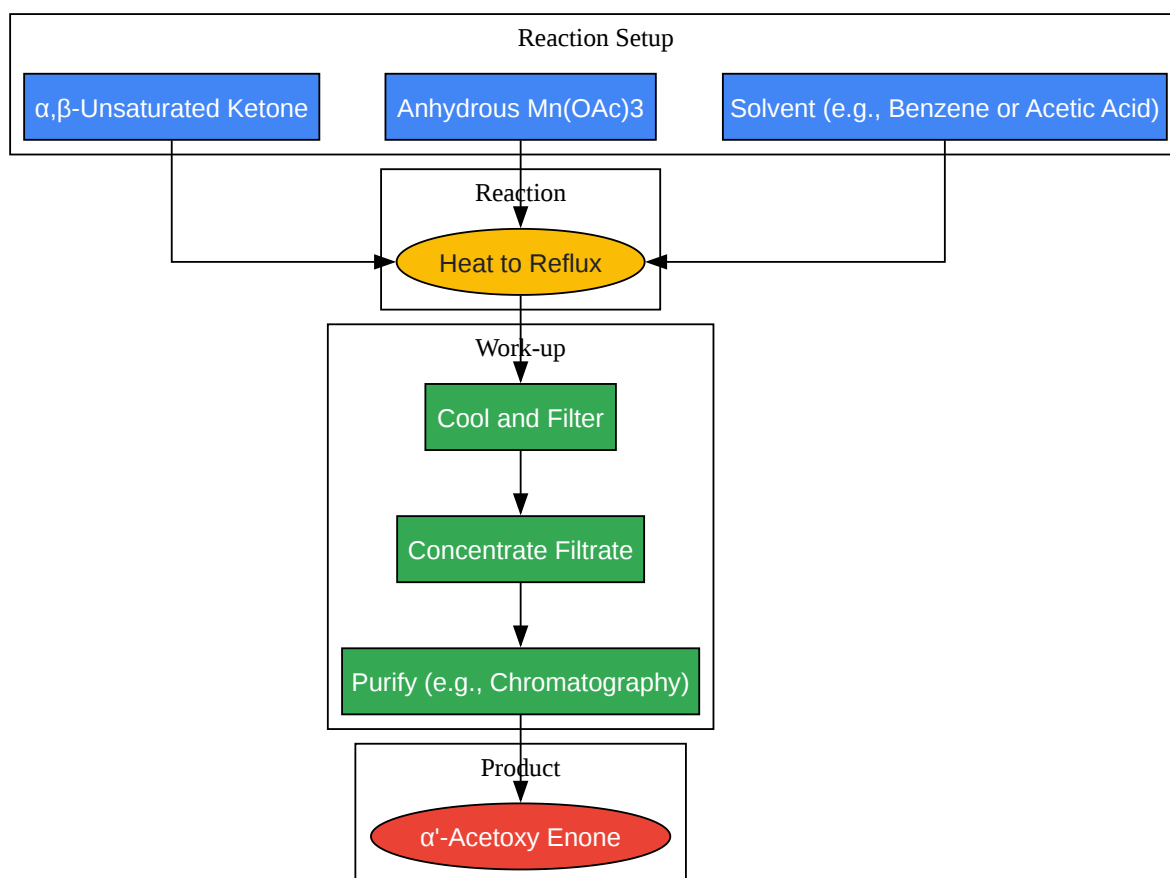 Reaction Setup
α,β-Unsaturated Ketone
Anhydrous Mn(OAc)3
Solvent (e.g., Benzene or Acetic Acid)
Reaction
Heat to Reflux
Work-up
Cool and Filter
Concentrate Filtrate
Purify (e.g., Chromatography)
Product
α'-Acetoxy Enone